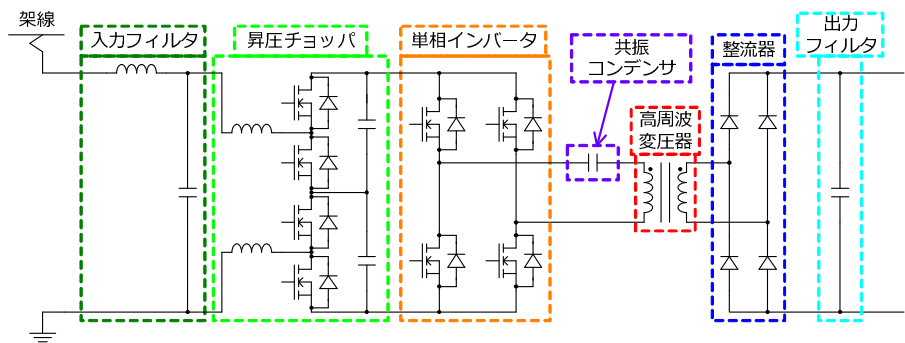 架線
入力フィルタ
昇圧チョッパ
単相インバータ
共振
コンデンサ
高周波
変圧器
整流器
出力
フィルタ